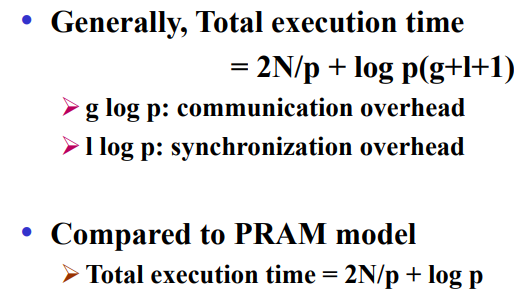 • Generally, Total execution time
= 2N/p + log p(g+l+1)
➢ g log p: communication overhead
➢ l log p: synchronization overhead
• Compared to PRAM model
➢ Total execution time = 2N/p + log p